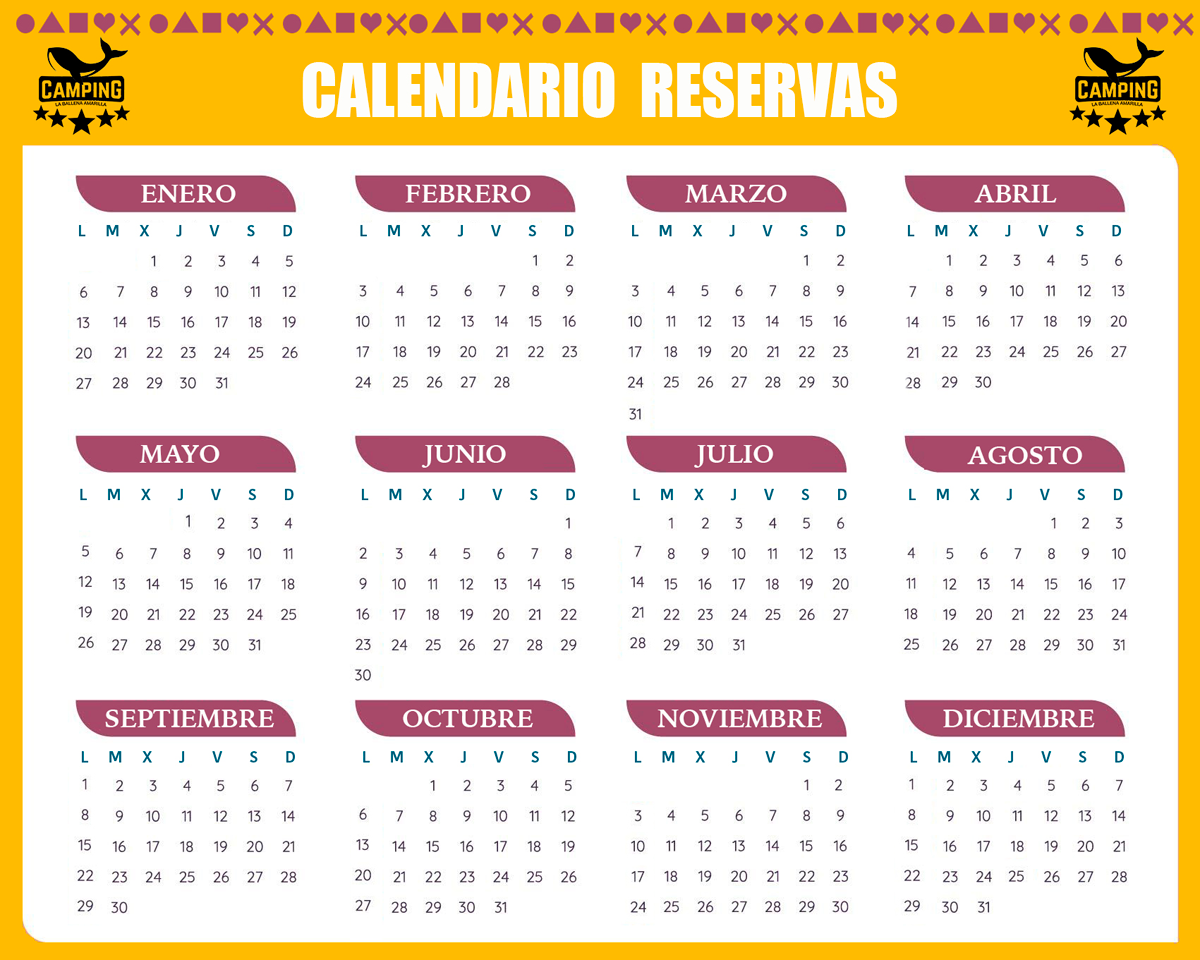 CAMPING
LA BALLENA AMARILLA
CALENDARIO RESERVAS
CAMPING
LA BALLENA AMARILLA
ENERO
L M X J V S D
1 2 3 4 5
6 7 8 9 10 11 12
13 14 15 16 17 18 19
20 21 22 23 24 25 26
27 28 29 30 31
FEBRERO
L M X J V S D
1 2
3 4 5 6 7 8 9
10 11 12 13 14 15 16
17 18 19 20 21 22 23
24 25 26 27 28
MARZO
L M X J V S D
1 2
3 4 5 6 7 8 9
10 11 12 13 14 15 16
17 18 19 20 21 22 23
24 25 26 27 28 29 30
31
ABRIL
L M X J V S D
1 2 3 4 5 6
7 8 9 10 11 12 13
14 15 16 17 18 19 20
21 22 23 24 25 26 27
28 29 30
MAYO
L M X J V S D
1 2 3 4
5 6 7 8 9 10 11
12 13 14 15 16 17 18
19 20 21 22 23 24 25
26 27 28 29 30 31
JUNIO
L M X J V S D
1
2 3 4 5 6 7 8
9 10 11 12 13 14 15
16 17 18 19 20 21 22
23 24 25 26 27 28 29
30
JULIO
L M X J V S D
1 2 3 4 5 6
7 8 9 10 11 12 13
14 15 16 17 18 19 20
21 22 23 24 25 26 27
28 29 30 31
AGOSTO
L M X J V S D
1 2 3
4 5 6 7 8 9 10
11 12 13 14 15 16 17
18 19 20 21 22 23 24
25 26 27 28 29 30 31
SEPTIEMBRE
L M X J V S D
1 2 3 4 5 6 7
8 9 10 11 12 13 14
15 16 17 18 19 20 21
22 23 24 25 26 27 28
29 30
OCTUBRE
L M X J V S D
1 2 3 4 5
6 7 8 9 10 11 12
13 14 15 16 17 18 19
20 21 22 23 24 25 26
27 28 29 30 31
NOVIEMBRE
L M X J V S D
1 2
3 4 5 6 7 8 9
10 11 12 13 14 15 16
17 18 19 20 21 22 23
24 25 26 27 28 29 30
DICIEMBRE
L M X J V S D
1 2 3 4 5 6 7
8 9 10 11 12 13 14
15 16 17 18 19 20 21
22 23 24 25 26 27 28
29 30 31